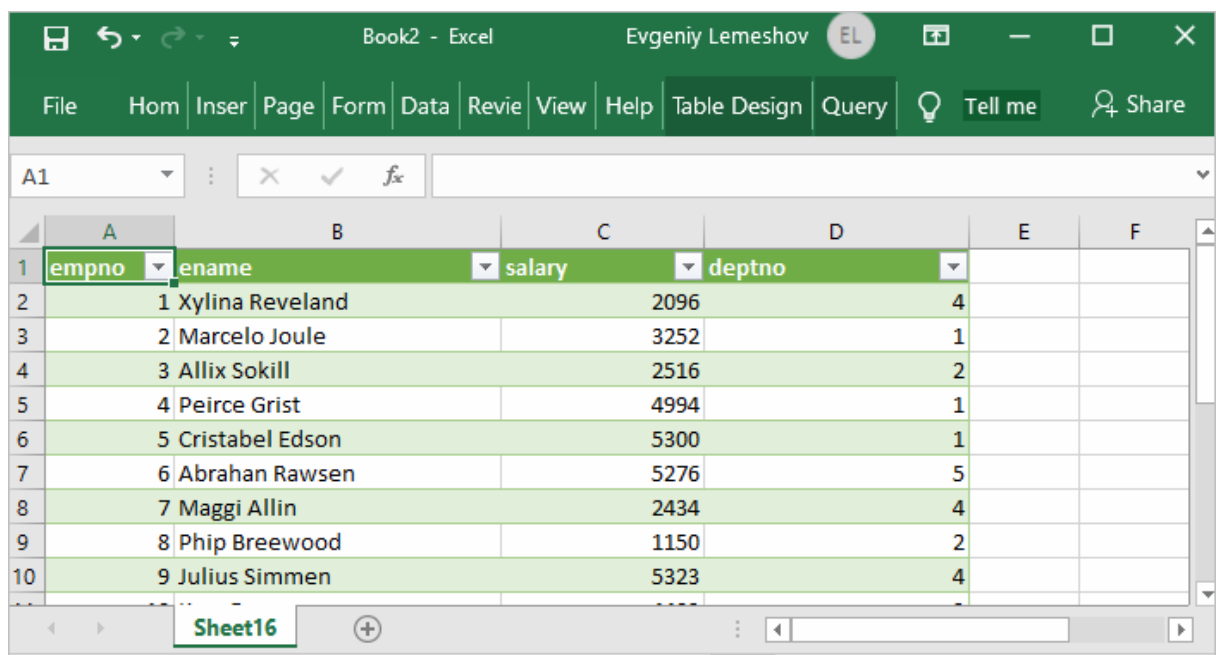 Book2 - Excel Evgeniy Lemeshov EL
File Hom Inser Page Form Data Revie View Help Table Design Query Tell me Share
A1 fx
A B C D E F
1 empno ename salary deptno
2 1 Xylina Reveland 2096 4
3 2 Marcelo Joule 3252 1
4 3 Allix Sokill 2516 2
5 4 Peirce Grist 4994 1
6 5 Cristabel Edson 5300 1
7 6 Abrahan Rawsen 5276 5
8 7 Maggi Allin 2434 4
9 8 Phip Breewood 1150 2
10 9 Julius Simmen 5323 4
Sheet16